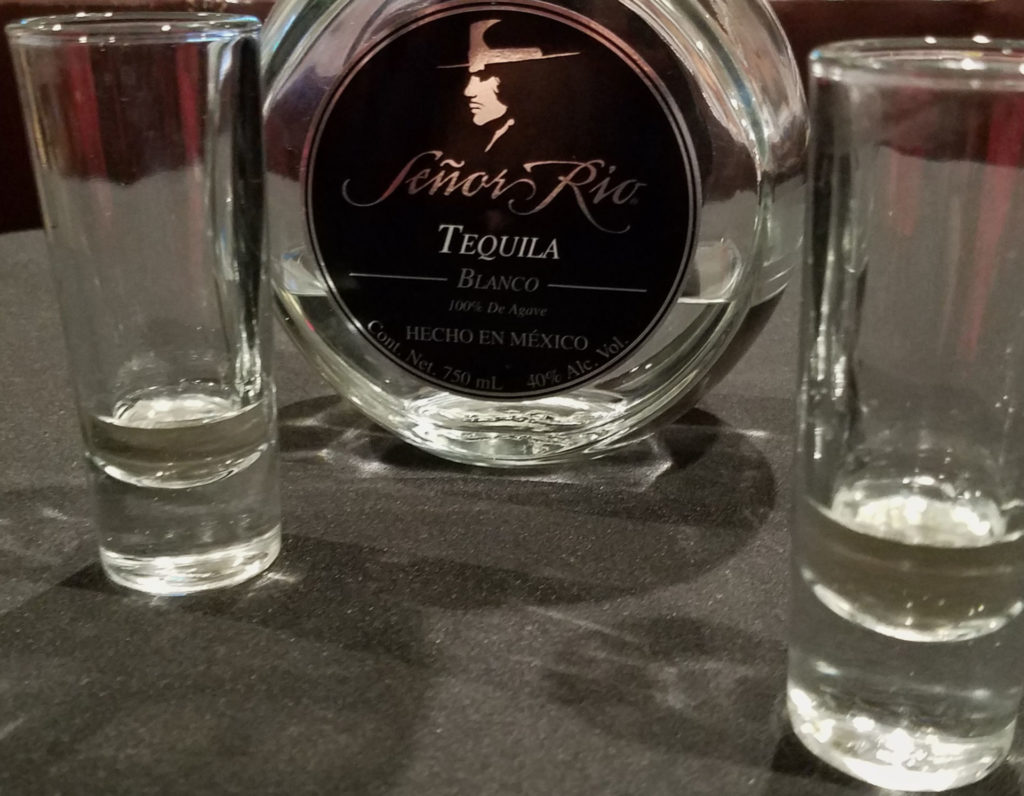 Señor Rio
TEQUILA
BLANCO
100% De Agave
HECHO EN MÉXICO
Cont. Net. 750 mL 40% Alc. Vol.